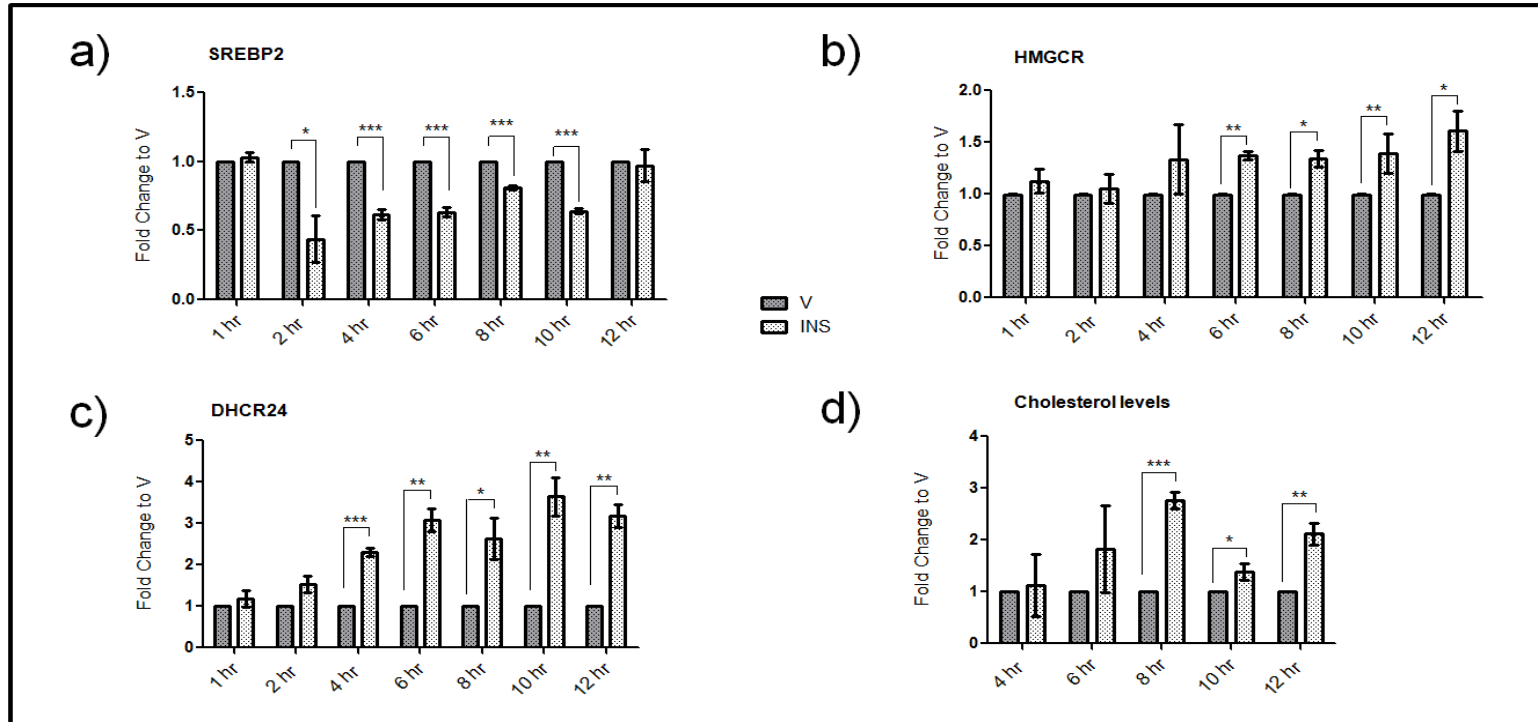 a)
SREBP2
Fold Change to V
1.5
1.0
0.5
0.0
* *** *** *** ***
1 hr 2 hr 4 hr 6 hr 8 hr 10 hr 12 hr
b)
HMGCR
Fold Change to V
2.0
1.5
1.0
0.5
0.0
** * ** *
1 hr 2 hr 4 hr 6 hr 8 hr 10 hr 12 hr
V
INS
c)
DHCR24
Fold Change to V
5
4
3
2
1
0
*** ** * ** **
1 hr 2 hr 4 hr 6 hr 8 hr 10 hr 12 hr
d)
Cholesterol levels
Fold Change to V
4
3
2
1
0
*** * **
4 hr 6 hr 8 hr 10 hr 12 hr